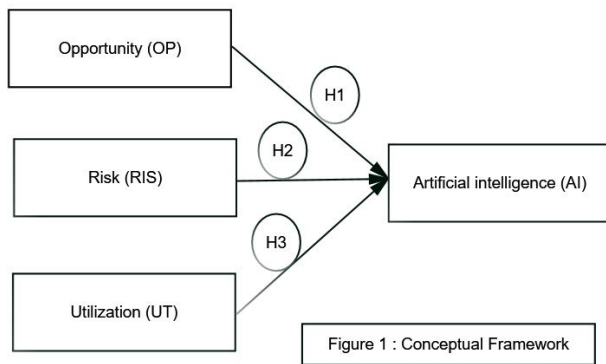 Opportunity (OP)
H1
Risk (RIS)
H2
Artificial intelligence (AI)
H3
Utilization (UT)
Figure 1 : Conceptual Framework